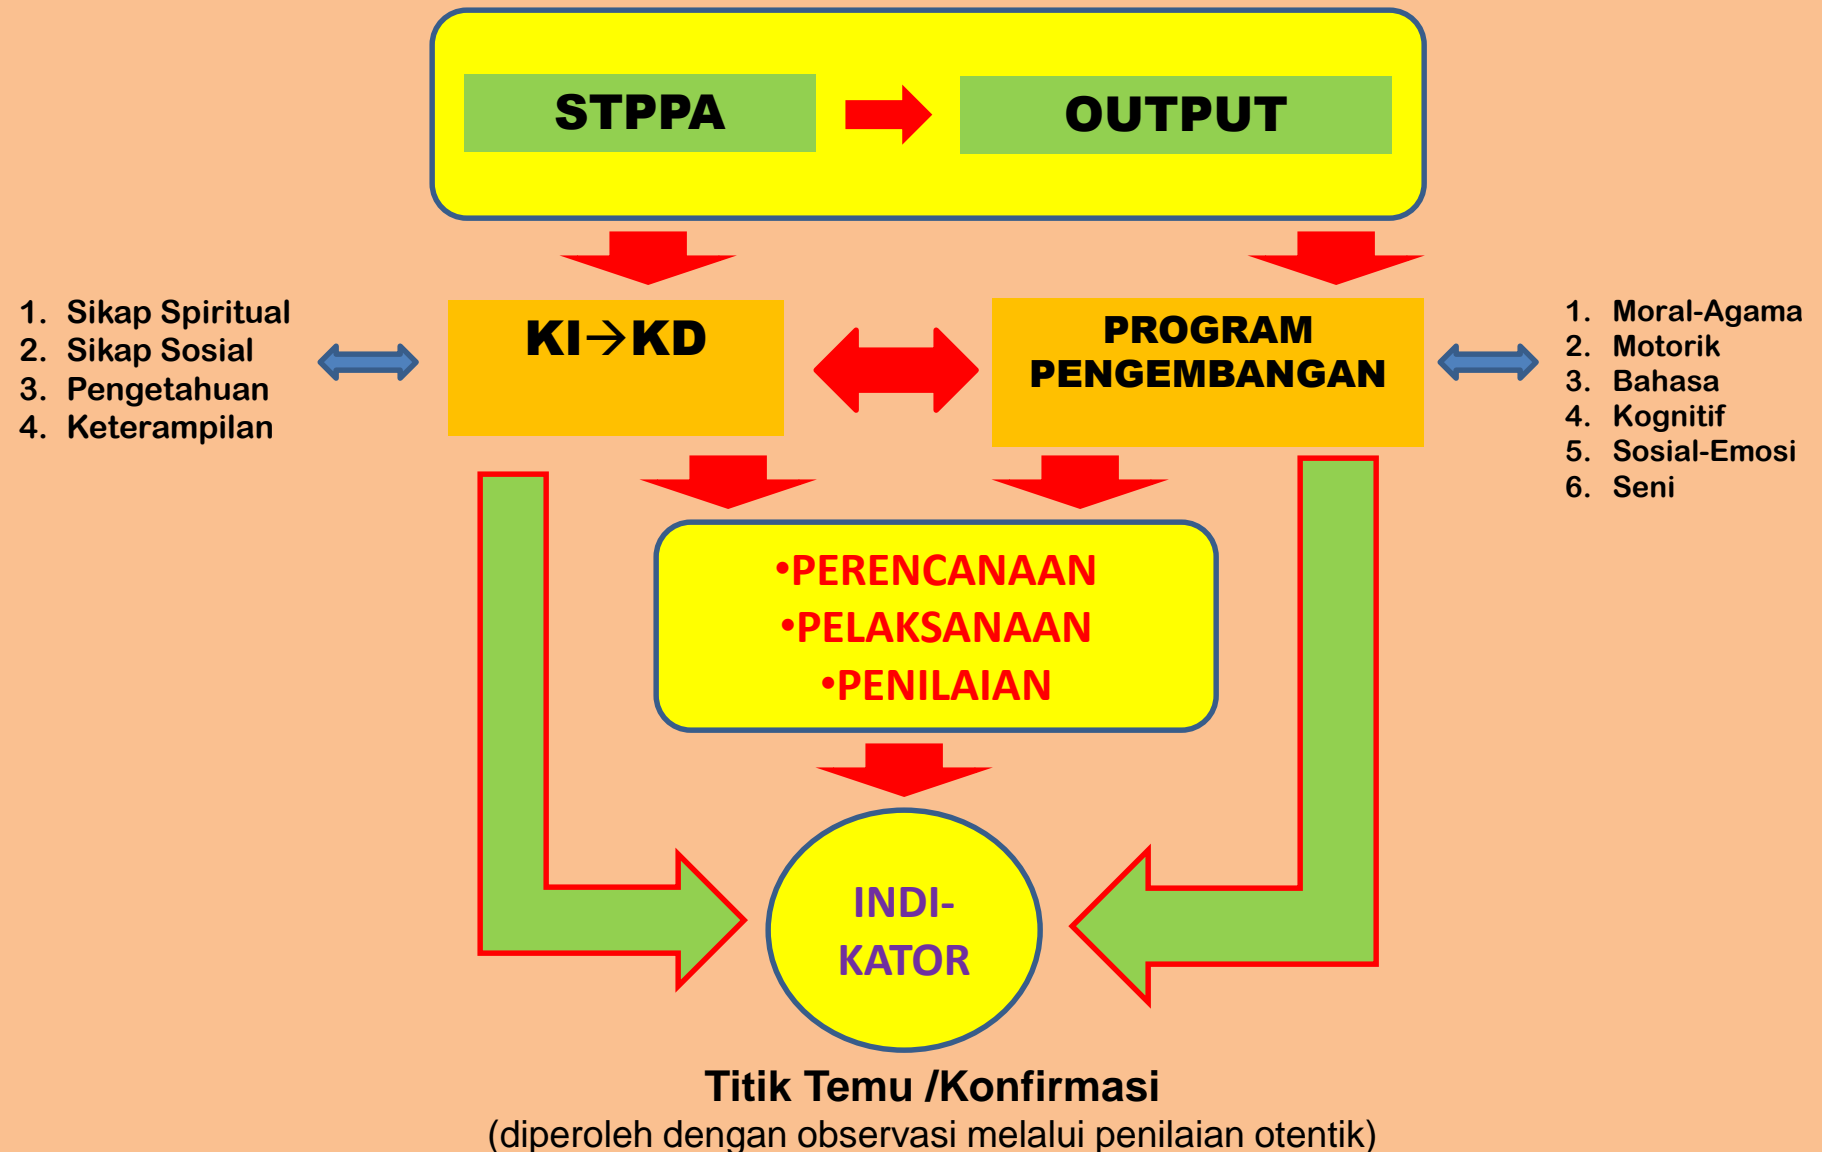 STPPA
OUTPUT
1. Sikap Spiritual
2. Sikap Sosial
3. Pengetahuan
4. Keterampilan
KI→KD
PROGRAM
PENGEMBANGAN
1. Moral-Agama
2. Motorik
3. Bahasa
4. Kognitif
5. Sosial-Emosi
6. Seni
•PERENCANAAN
•PELAKSANAAN
•PENILAIAN
INDI-
KATOR
Titik Temu /Konfirmasi
(diperoleh dengan observasi melalui penilaian otentik)